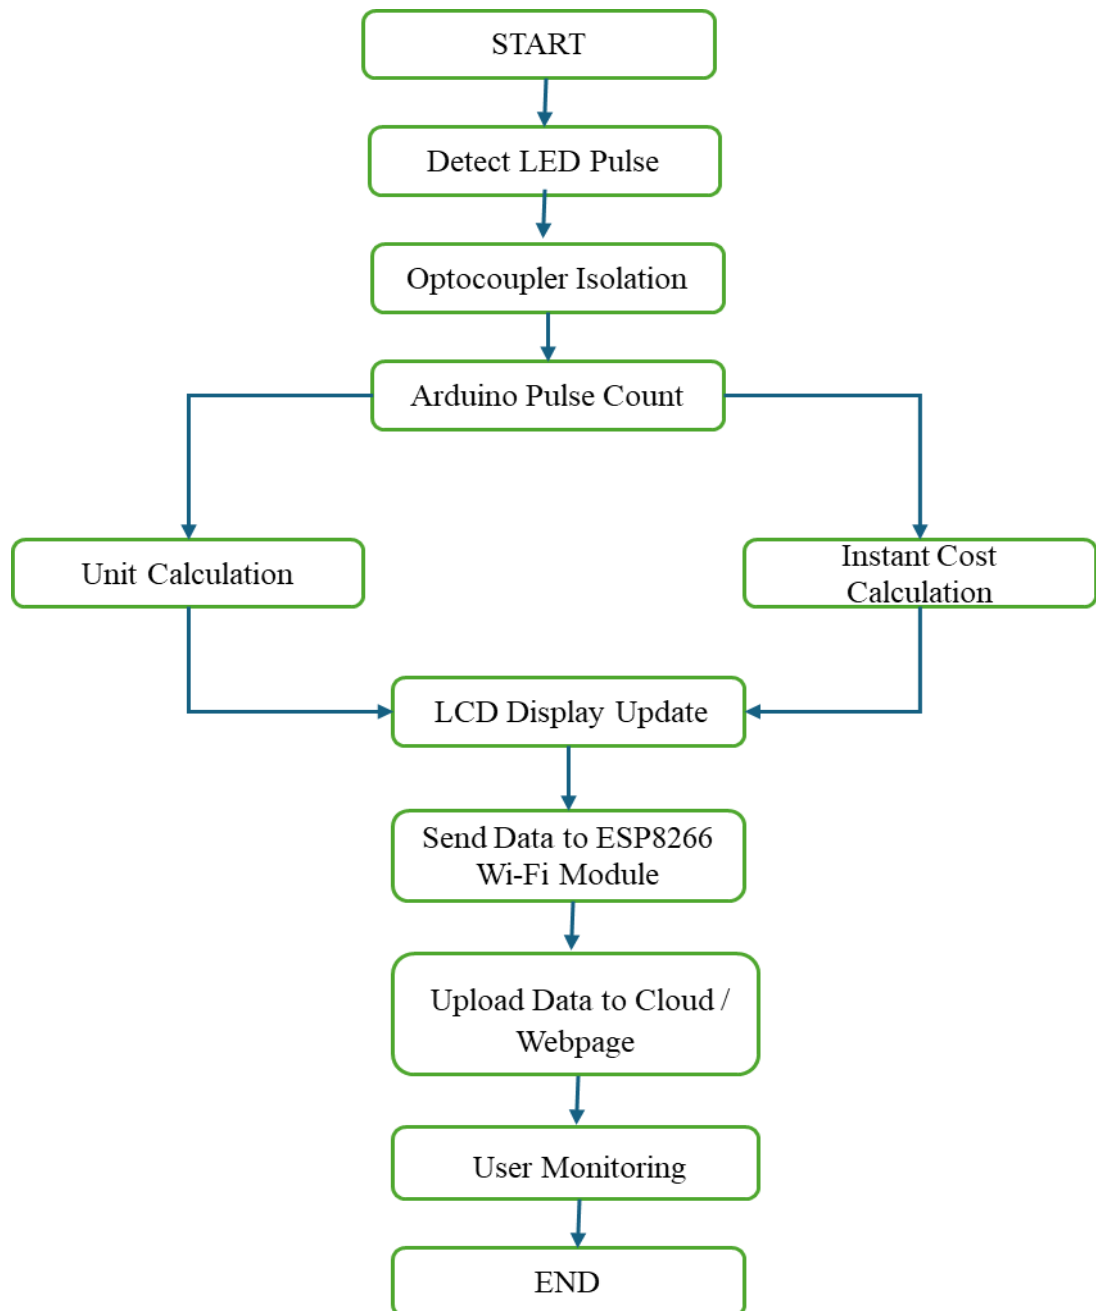 START
Detect LED Pulse
Optocoupler Isolation
Arduino Pulse Count
Unit Calculation
Instant Cost
Calculation
LCD Display Update
Send Data to ESP8266
Wi-Fi Module
Upload Data to Cloud /
Webpage
User Monitoring
END